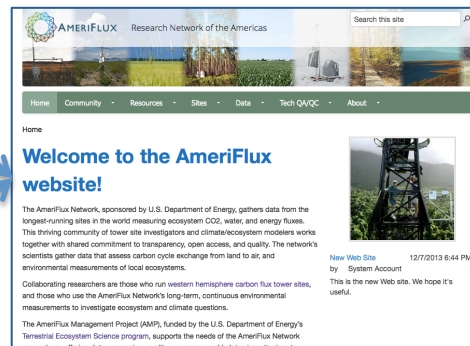 AMERIFLUX Research Network of the Americas
Search this site
Home Community Resources Sites Data Tech QA/QC About
Home
Welcome to the AmeriFlux
website!
The AmeriFlux Network, sponsored by U.S. Department of Energy, gathers data from the
longest-running sites in the world measuring ecosystem CO2, water, and energy fluxes.
This thriving community of tower site investigators and climate/ecosystem modelers works
together with shared commitment to transparency, open access, and quality. The network's
scientists gather data that assess carbon cycle exchange from land to air, and
environmental measurements of local ecosystems.
Collaborating researchers are those who run western hemisphere carbon flux tower sites,
and those who use the AmeriFlux Network's long-term, continuous environmental
measurements to investigate ecosystem and climate questions.
The AmeriFlux Management Project (AMP), funded by the U.S. Department of Energy's
Terrestrial Ecosystem Science program, supports the needs of the AmeriFlux Network
New Web Site 12/7/2013 6:44 PM
by System Account
This is the new Web site. We hope it's
useful.